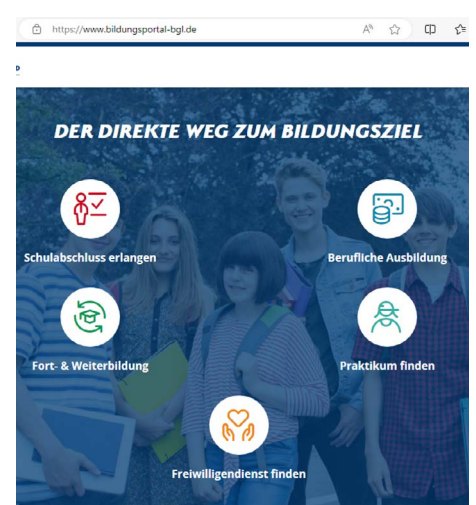 https://www.bildungsportal-bgl.de
DER DIREKTE WEG ZUM BILDUNGSZIEL
Schulabschluss erlangen
Berufliche Ausbildung
Fort- & Weiterbildung
Praktikum finden
Freiwilligendienst finden